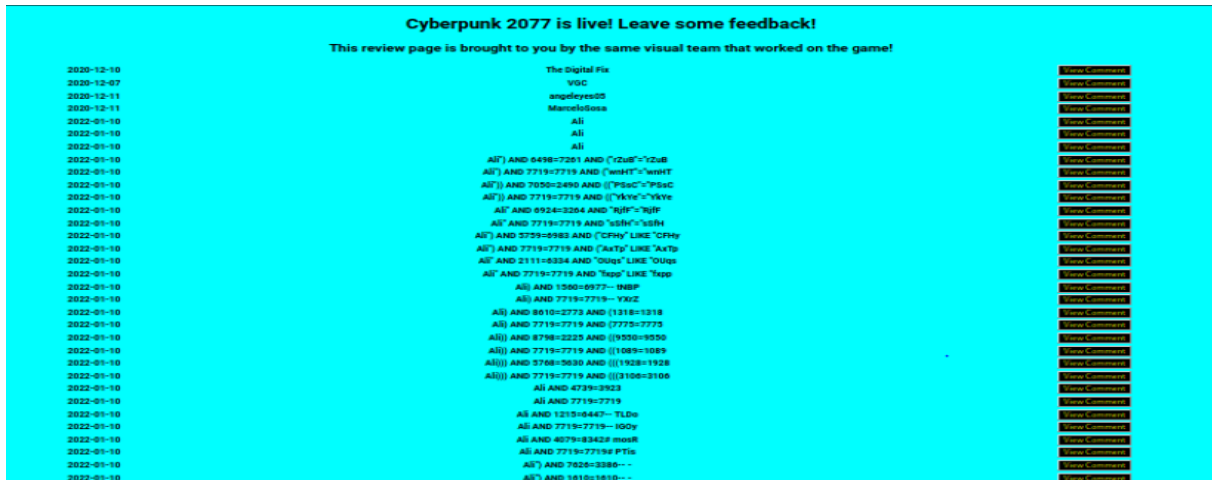 Cyberpunk 2077 is live! Leave some feedback!
This review page is brought to you by the same visual team that worked on the game!
2020-12-10 The Digital Fix View Comment
2020-12-07 VGC View Comment
2020-12-11 angeleyes05 View Comment
2020-12-11 MarceloSosa View Comment
2022-01-10 Ali View Comment
2022-01-10 Ali View Comment
2022-01-10 Ali View Comment
2022-01-10 Ali") AND 6498=7261 AND ("rZuB"="rZuB View Comment
2022-01-10 Ali") AND 7719=7719 AND ("wnHT"="wnHT View Comment
2022-01-10 Ali")) AND 7050=2490 AND (("PSsC"="PSsC View Comment
2022-01-10 Ali")) AND 7719=7719 AND (("YkYe"="YkYe View Comment
2022-01-10 Ali" AND 6924=3264 AND "RjfF"="RjfF View Comment
2022-01-10 Ali" AND 7719=7719 AND "sSfH"="sSfH View Comment
2022-01-10 Ali") AND 5759=6983 AND ("CFHy" LIKE "CFHy View Comment
2022-01-10 Ali") AND 7719=7719 AND ("AxTp" LIKE "AxTp View Comment
2022-01-10 Ali" AND 2111=6334 AND "OUqs" LIKE "OUqs View Comment
2022-01-10 Ali" AND 7719=7719 AND "fxpp" LIKE "fxpp View Comment
2022-01-10 Ali) AND 1560=6977-- tNBP View Comment
2022-01-10 Ali) AND 7719=7719-- YXrZ View Comment
2022-01-10 Ali) AND 8610=2773 AND (1318=1318 View Comment
2022-01-10 Ali) AND 7719=7719 AND (7775=7775 View Comment
2022-01-10 Ali)) AND 8798=2225 AND ((9550=9550 View Comment
2022-01-10 Ali)) AND 7719=7719 AND ((1089=1089 View Comment
2022-01-10 Ali))) AND 5768=5630 AND (((1928=1928 View Comment
2022-01-10 Ali))) AND 7719=7719 AND (((3106=3106 View Comment
2022-01-10 Ali AND 4739=3923 View Comment
2022-01-10 Ali AND 7719=7719 View Comment
2022-01-10 Ali AND 1215=6447-- TLDo View Comment
2022-01-10 Ali AND 7719=7719-- IGOy View Comment
2022-01-10 Ali AND 4079=8342# mosR View Comment
2022-01-10 Ali AND 7719=7719# PTis View Comment
2022-01-10 Ali") AND 7626=3386-- - View Comment
2022-01-10 Ali") AND 1610=1610-- - View Comment